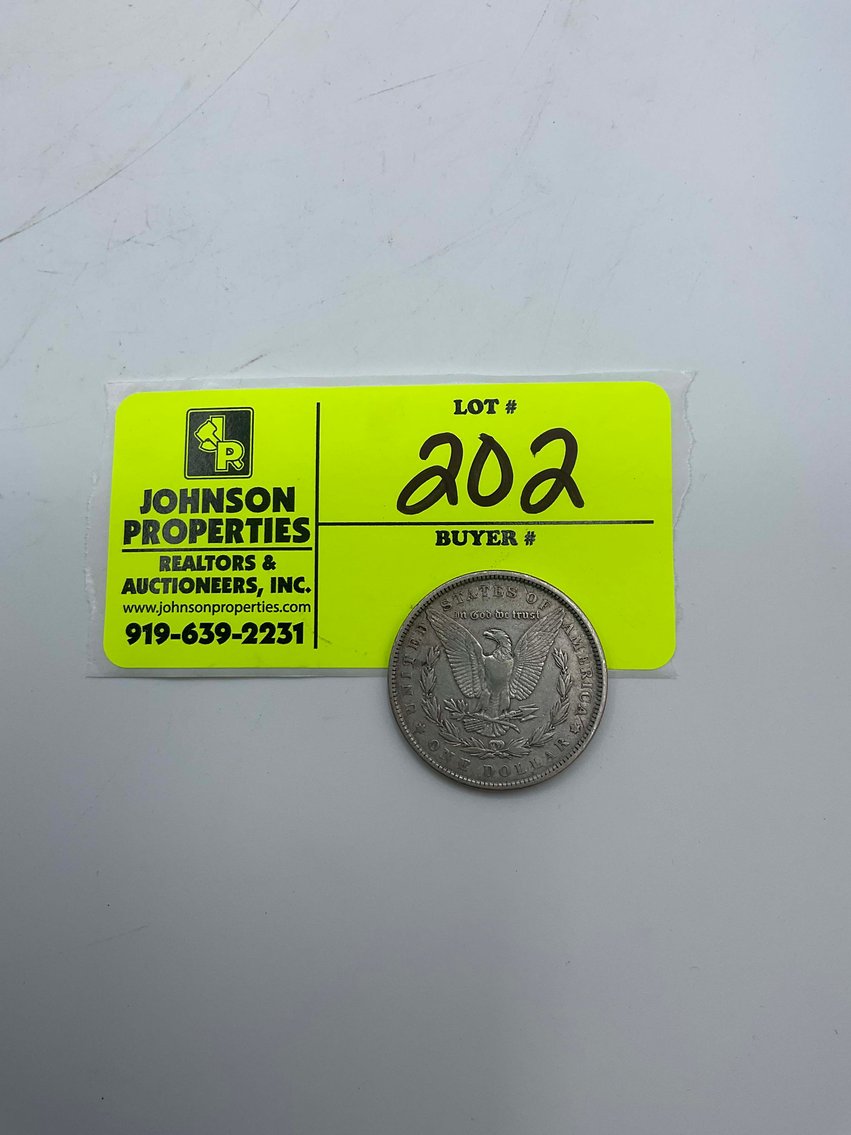 JR
JOHNSON
PROPERTIES
REALTORS &
AUCTIONEERS, INC.
www.johnsonproperties.com
919-639-2231
LOT #
202
BUYER #
UNITED STATES OF AMERICA
In God we trust
ONE DOLLAR